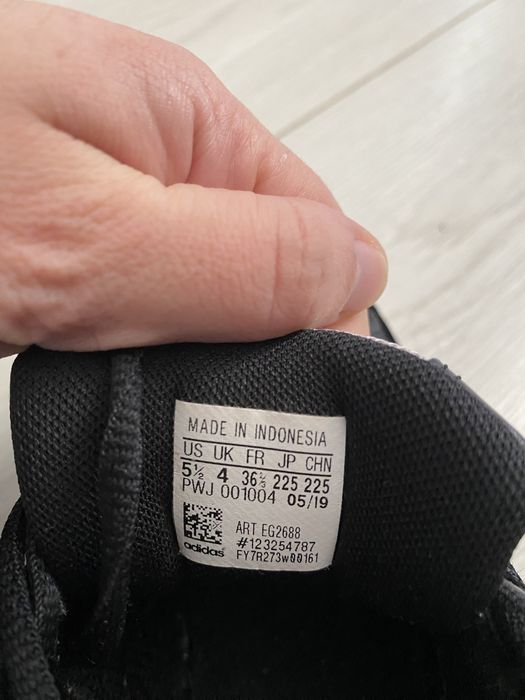 MADE IN INDONESIA
US UK FR JP CHN
5½ 4 36⅔ 225 225
PWJ 001004 05/19
ART EG2688
#123254787
adidas FY7R273W00161